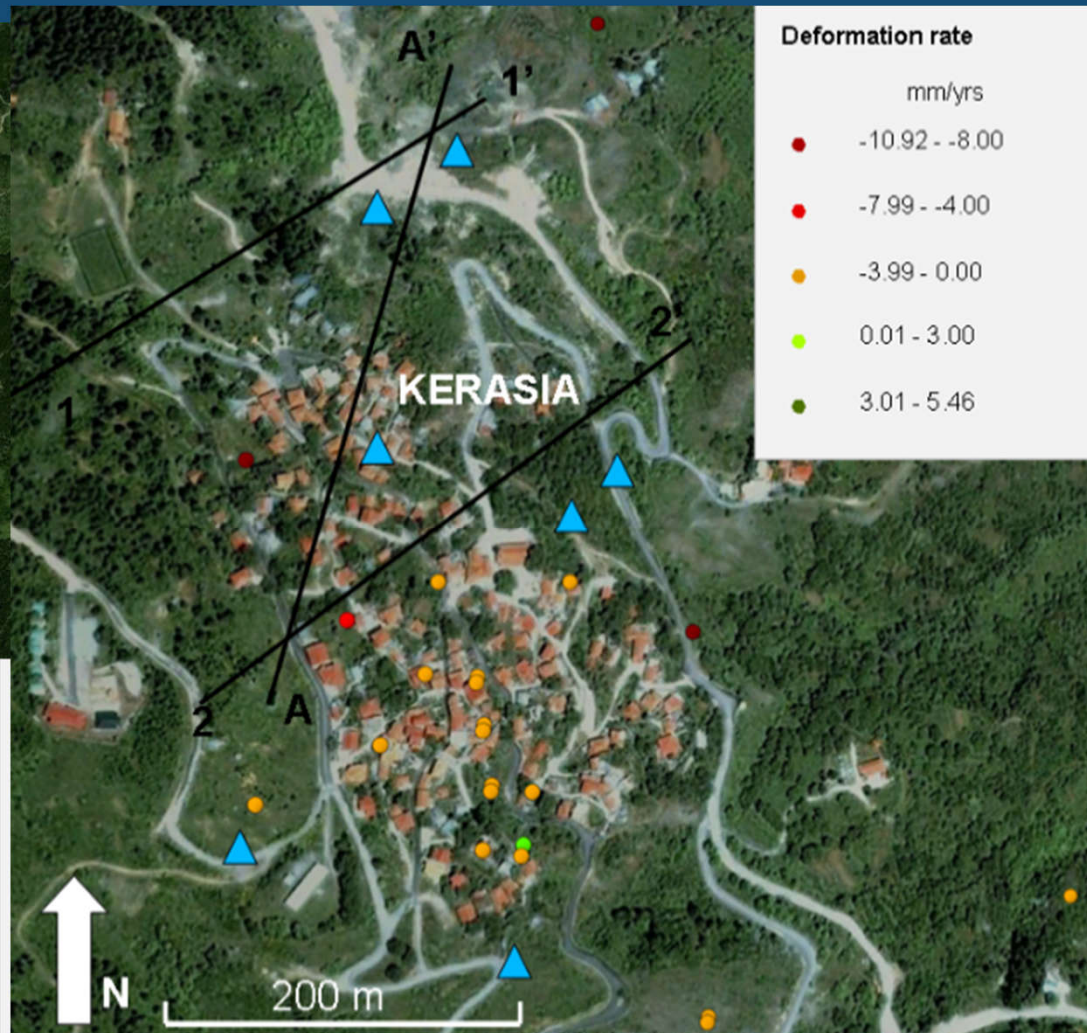 Deformation rate
mm/yrs
-10.92 - -8.00
-7.99 - -4.00
-3.99 - 0.00
0.01 - 3.00
3.01 - 5.46
A'
1'
2'
KERASIA
1
2
A
N
200 m